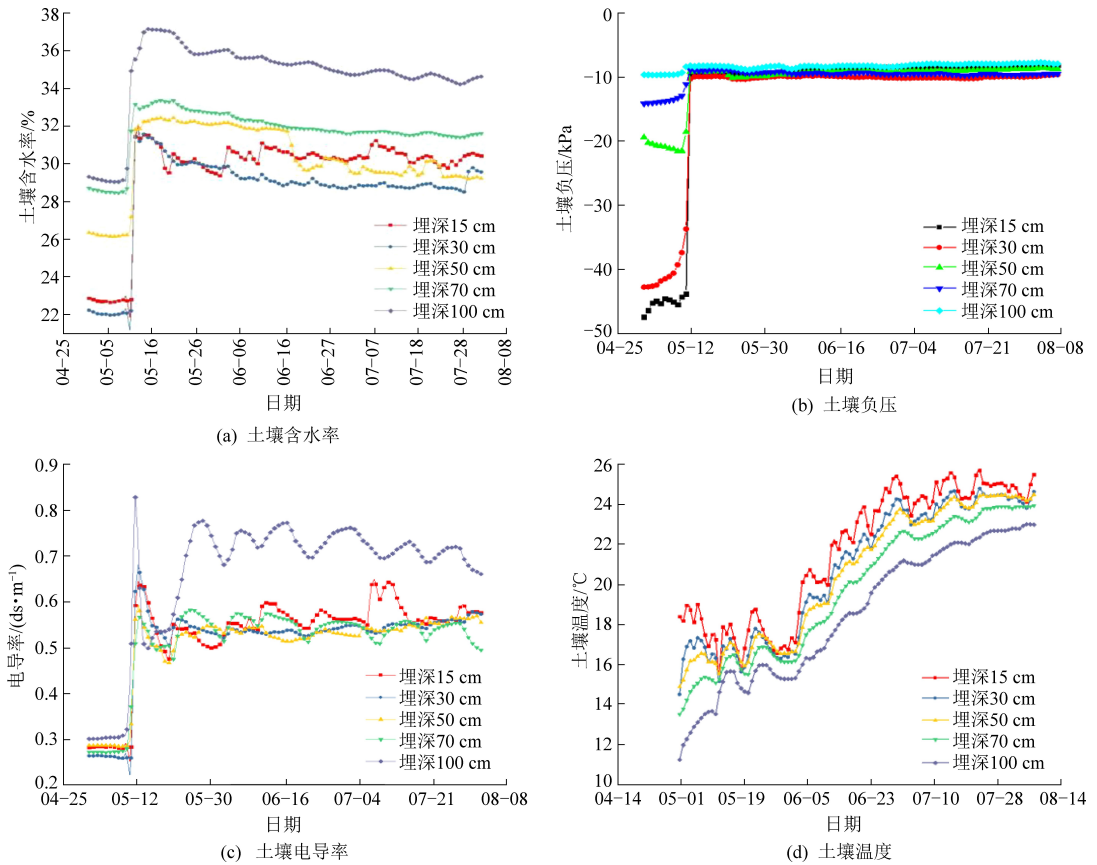 38
36
34
32
30
28
26
24
22
土壤含水率/%
埋深15 cm
埋深30 cm
埋深50 cm
埋深70 cm
埋深100 cm
04-25
05-05
05-16
05-26
06-06
06-16
06-27
07-07
07-18
07-28
08-08
日期
(a) 土壤含水率
0
-10
-20
-30
-40
-50
土壤负压/kPa
埋深15 cm
埋深30 cm
埋深50 cm
埋深70 cm
埋深100 cm
04-25
05-12
05-30
06-16
07-04
07-21
08-08
日期
(b) 土壤负压
0.9
0.8
0.7
0.6
0.5
0.4
0.3
0.2
电导率/(ds·m⁻¹)
埋深15 cm
埋深30 cm
埋深50 cm
埋深70 cm
埋深100 cm
04-25
05-12
05-30
06-16
07-04
07-21
08-08
日期
(c) 土壤电导率
26
24
22
20
18
16
14
12
10
土壤温度/℃
埋深15 cm
埋深30 cm
埋深50 cm
埋深70 cm
埋深100 cm
04-14
05-01
05-19
06-05
06-23
07-10
07-28
08-14
日期
(d) 土壤温度